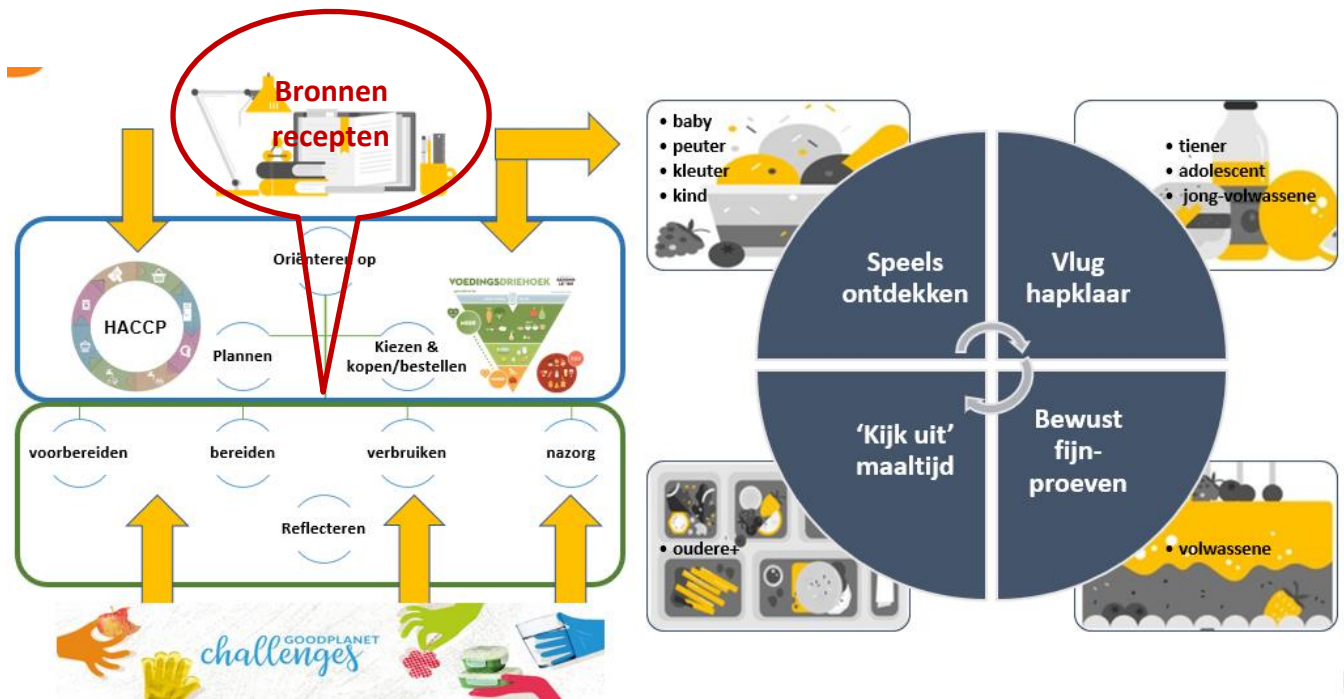 Bronnen
recepten
Oriënteren op
HACCP
VOEDINGSDRIEHOEK
Plannen
Kiezen &
kopen/bestellen
voorbereiden
bereiden
verbruiken
nazorg
Reflecteren
GOODPLANET
challenges
• baby
• peuter
• kleuter
• kind
• tiener
• adolescent
• jong-volwassene
Speels
ontdekken
Vlug
hapklaar
'Kijk uit'
maaltijd
Bewust
fijn-
proeven
• oudere+
• volwassene